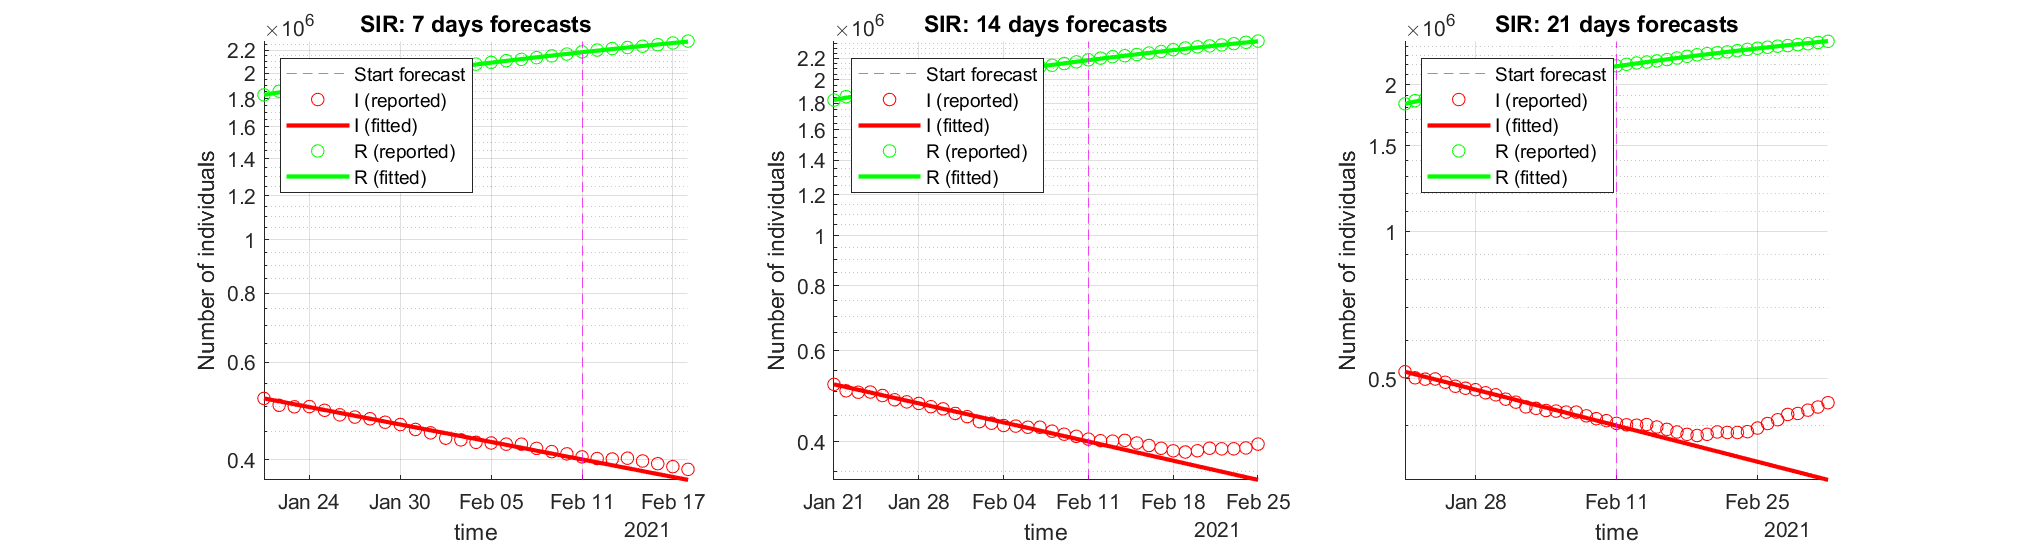 SIR: 7 days forecasts
×10^6
2.2
2
1.8
1.6
1.4
1.2
1
0.8
0.6
0.4
Number of individuals
Start forecast
I (reported)
I (fitted)
R (reported)
R (fitted)
Jan 24 Jan 30 Feb 05 Feb 11 Feb 17
time 2021
SIR: 14 days forecasts
×10^6
2.2
2
1.8
1.6
1.4
1.2
1
0.8
0.6
0.4
Number of individuals
Start forecast
I (reported)
I (fitted)
R (reported)
R (fitted)
Jan 21 Jan 28 Feb 04 Feb 11 Feb 18 Feb 25
time 2021
SIR: 21 days forecasts
×10^6
2
1.5
1
0.5
Number of individuals
Start forecast
I (reported)
I (fitted)
R (reported)
R (fitted)
Jan 28 Feb 11 Feb 25
time 2021